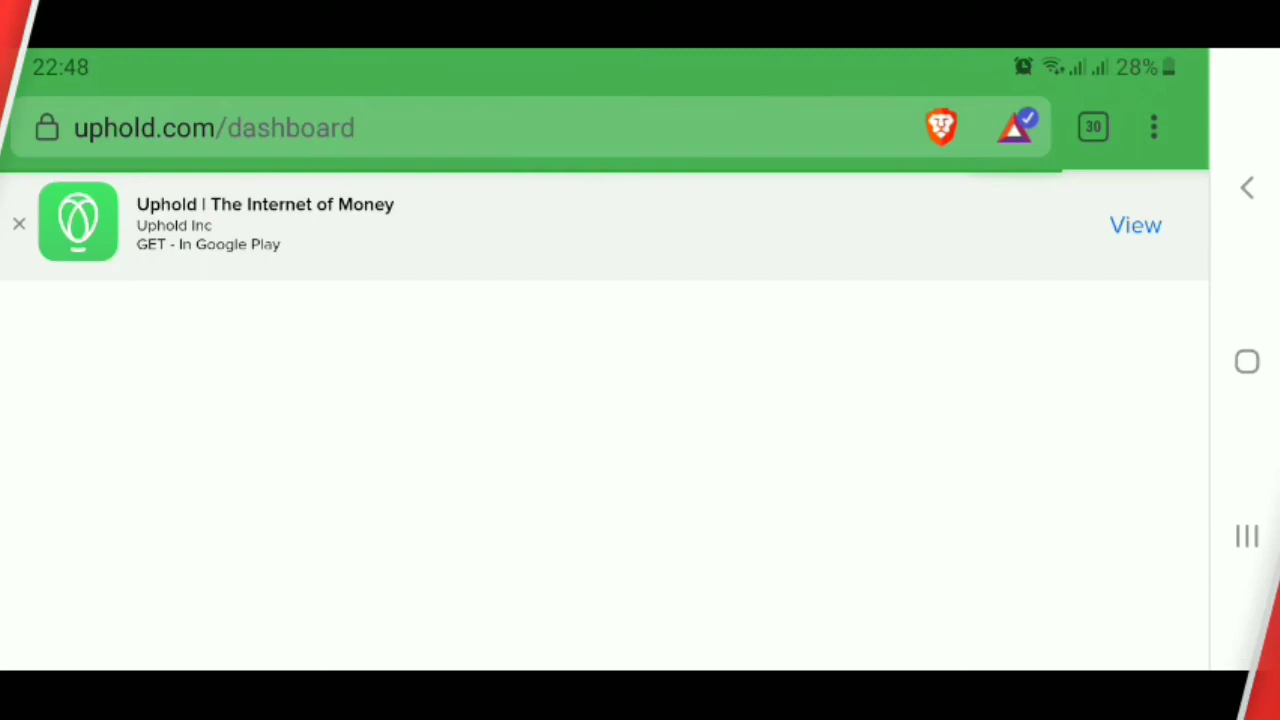 22:48
28%
uphold.com/dashboard
30
Uphold | The Internet of Money
Uphold Inc
GET - In Google Play
View